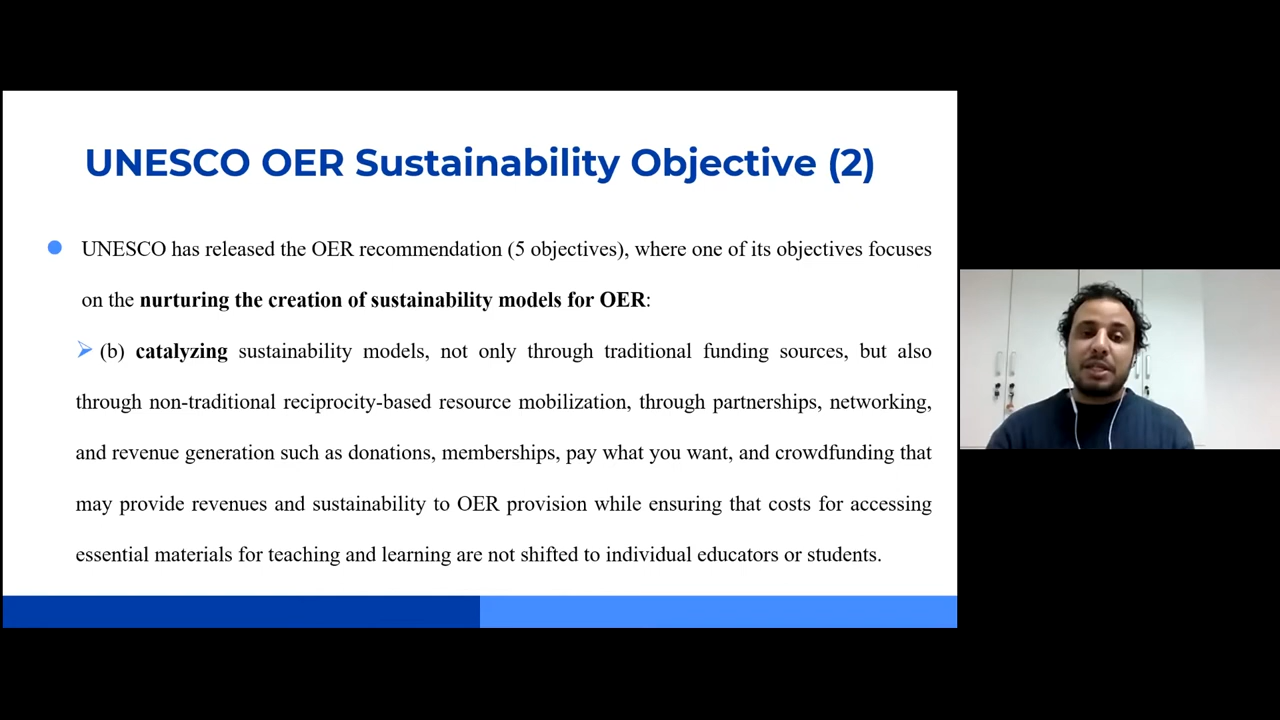 UNESCO OER Sustainability Objective (2)
UNESCO has released the OER recommendation (5 objectives), where one of its objectives focuses
on the nurturing the creation of sustainability models for OER:
(b) catalyzing sustainability models, not only through traditional funding sources, but also
through non-traditional reciprocity-based resource mobilization, through partnerships, networking,
and revenue generation such as donations, memberships, pay what you want, and crowdfunding that
may provide revenues and sustainability to OER provision while ensuring that costs for accessing
essential materials for teaching and learning are not shifted to individual educators or students.